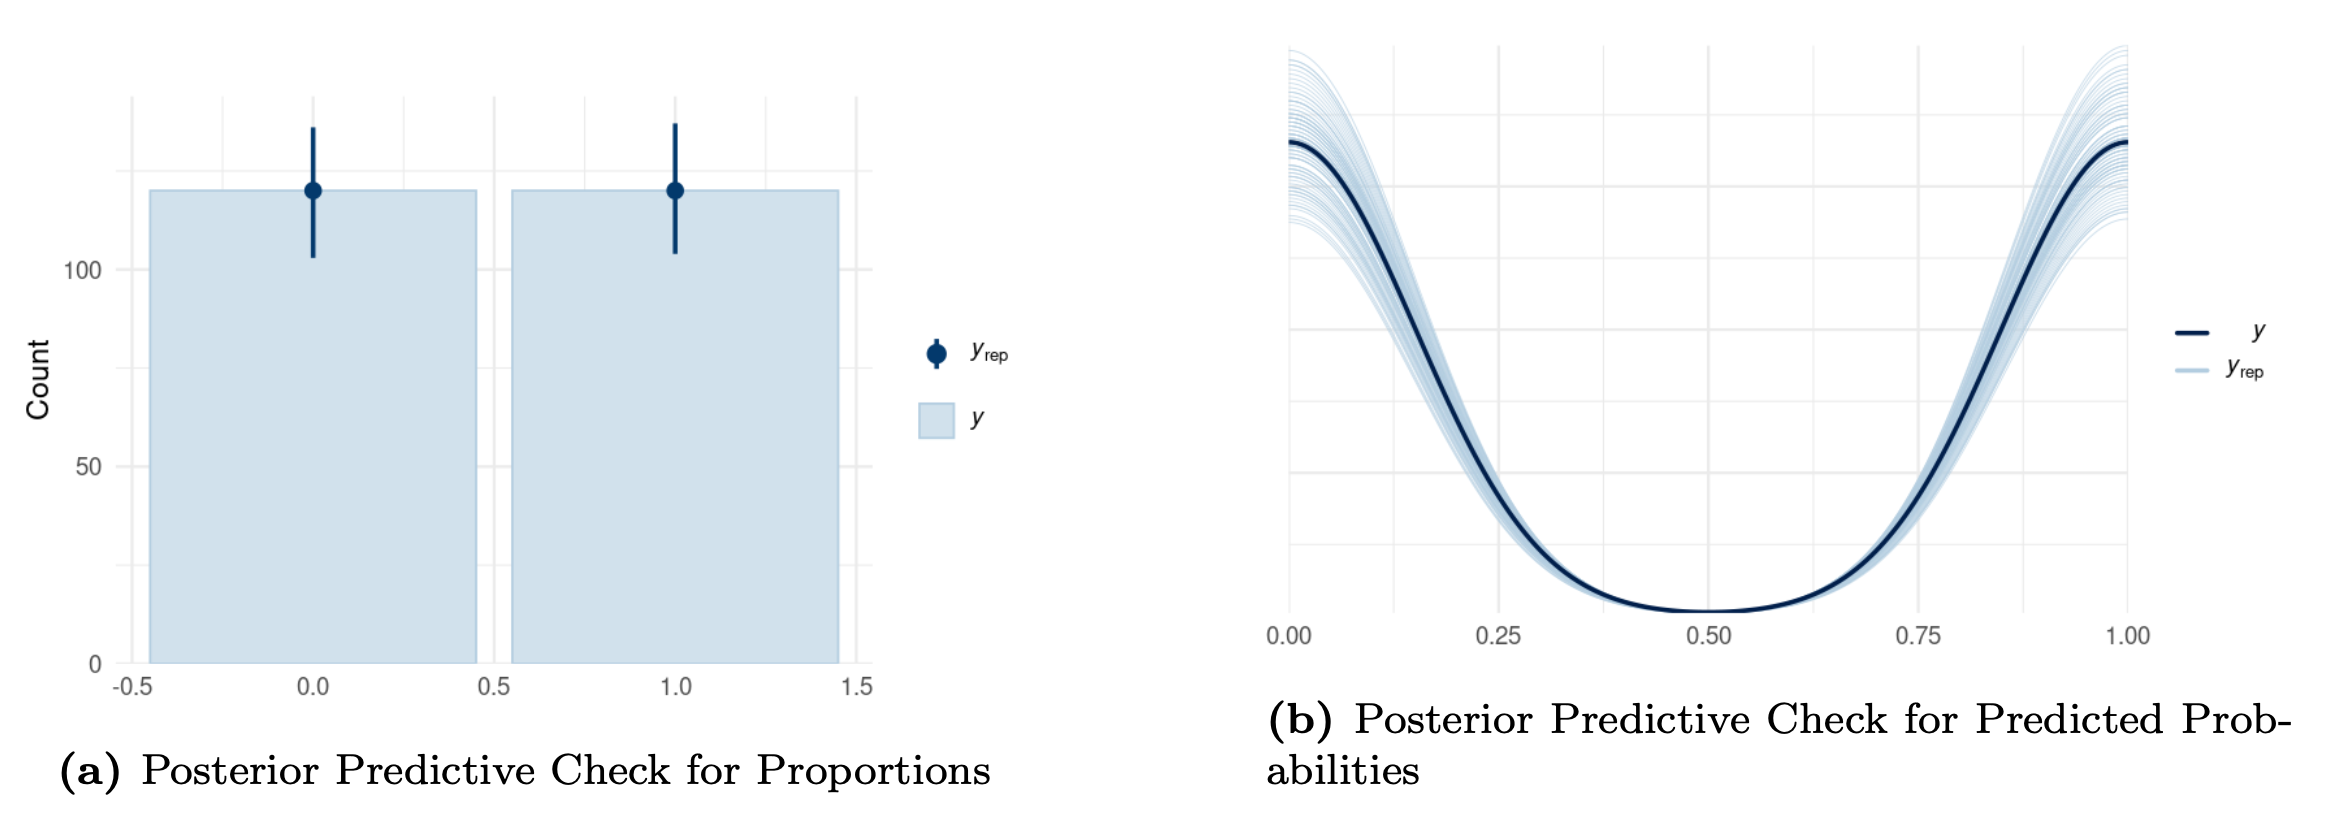 Count
100
50
0
-0.5 0.0 0.5 1.0 1.5
yrep
y
(a) Posterior Predictive Check for Proportions
0.00 0.25 0.50 0.75 1.00
y
yrep
(b) Posterior Predictive Check for Predicted Prob-
abilities